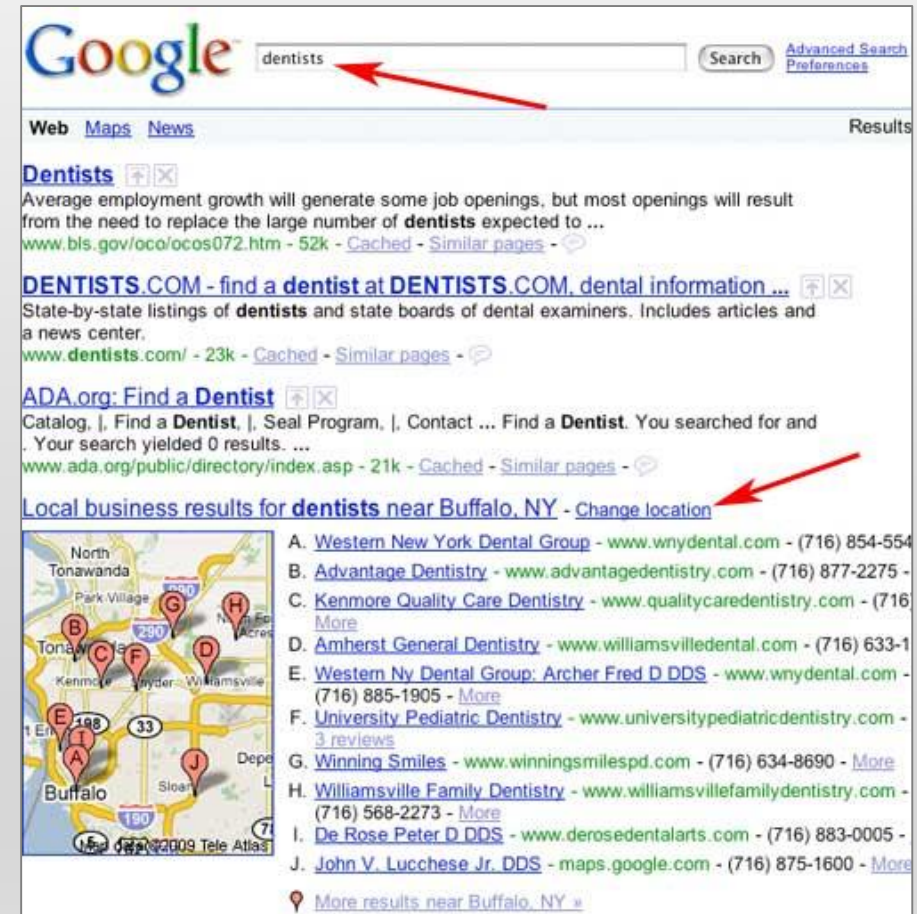 Google dentists Search Advanced Search
Preferences
Web Maps News Results
Dentists
Average employment growth will generate some job openings, but most openings will result
from the need to replace the large number of dentists expected to ...
www.bls.gov/oco/ocos072.htm - 52k - Cached - Similar pages -
DENTISTS.COM - find a dentist at DENTISTS.COM, dental information ...
State-by-state listings of dentists and state boards of dental examiners. Includes articles and
a news center.
www.dentists.com/ - 23k - Cached - Similar pages -
ADA.org: Find a Dentist
Catalog, |, Find a Dentist, |, Seal Program, |, Contact ... Find a Dentist. You searched for and
. Your search yielded 0 results. ...
www.ada.org/public/directory/index.asp - 21k - Cached - Similar pages -
Local business results for dentists near Buffalo, NY - Change location
A. Western New York Dental Group - www.wnydental.com - (716) 854-554
B. Advantage Dentistry - www.advantagedentistry.com - (716) 877-2275 -
C. Kenmore Quality Care Dentistry - www.qualitycaredentistry.com - (716
More
D. Amherst General Dentistry - www.williamsvilledental.com - (716) 633-1
E. Western Ny Dental Group: Archer Fred D DDS - www.wnydental.com -
(716) 885-1905 - More
F. University Pediatric Dentistry - www.universitypediatricdentistry.com -
3 reviews
G. Winning Smiles - www.winningsmilespd.com - (716) 634-8690 - More
H. Williamsville Family Dentistry - www.williamsvillefamilydentistry.com -
(716) 568-2273 - More
I. De Rose Peter D DDS - www.derosedentalarts.com - (716) 883-0005 -
J. John V. Lucchese Jr, DDS - maps.google.com - (716) 875-1600 - More
More results near Buffalo, NY »
North
Tonawanda
Park Village
290
G
H
B
290
Acres
C
F
D
Kenmore
Snyder
Williamsville
E
198
33
I
A
J
Depe
Buffalo
Sloan
190
5
©2009 Tele Atlas